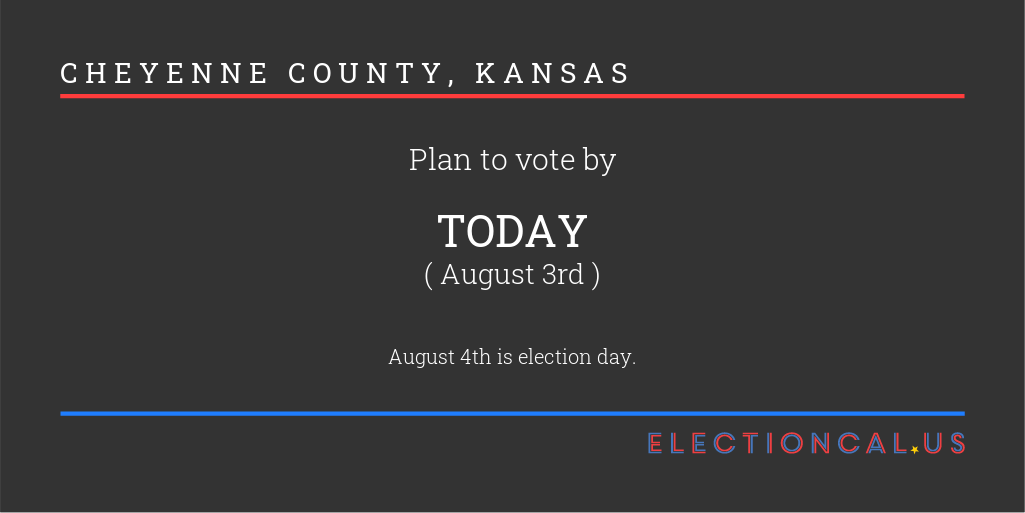 CHEYENNE COUNTY, KANSAS
Plan to vote by
TODAY
( August 3rd )
August 4th is election day.
ELECTIONCAL.US